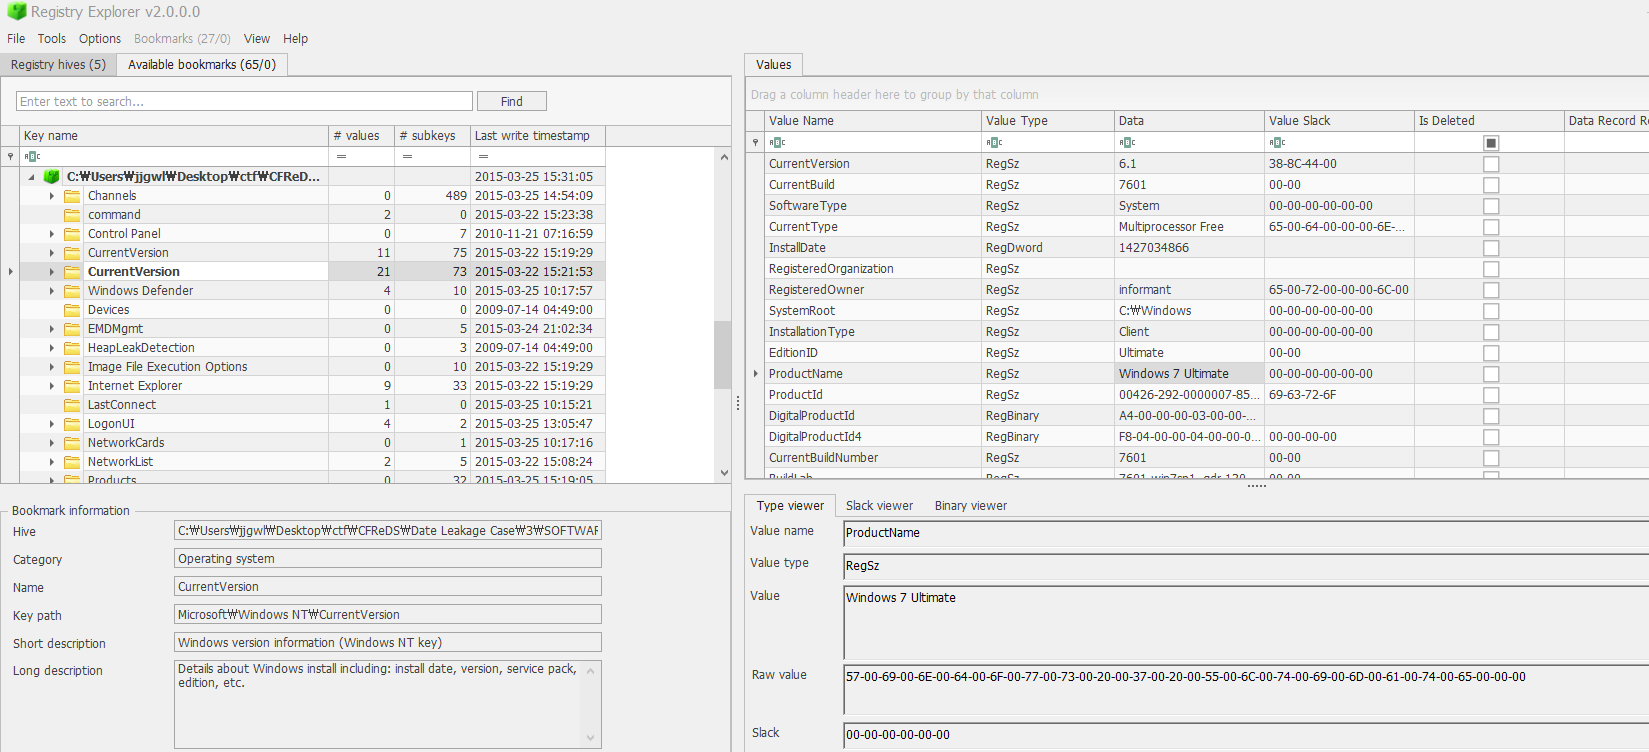 Registry Explorer v2.0.0.0
File Tools Options Bookmarks (27/0) View Help
Registry hives (5) Available bookmarks (65/0)
Enter text to search... Find
Key name # values # subkeys Last write timestamp
= = =
C:₩Users₩jjgwl₩Desktop₩ctf₩CFReD... 2015-03-25 15:31:05
Channels 0 489 2015-03-25 14:54:09
command 2 0 2015-03-22 15:23:38
Control Panel 0 7 2010-11-21 07:16:59
CurrentVersion 11 75 2015-03-22 15:19:29
CurrentVersion 21 73 2015-03-22 15:21:53
Windows Defender 4 10 2015-03-25 10:17:57
Devices 0 0 2009-07-14 04:49:00
EMDMgmt 0 5 2015-03-24 21:02:34
HeapLeakDetection 0 3 2009-07-14 04:49:00
Image File Execution Options 0 10 2015-03-22 15:19:29
Internet Explorer 9 33 2015-03-22 15:19:29
LastConnect 1 0 2015-03-25 10:15:21
LogonUI 4 2 2015-03-25 13:05:47
NetworkCards 0 1 2015-03-25 10:17:16
NetworkList 2 5 2015-03-22 15:08:24
Products 0 32 2015-03-25 15:19:05
Bookmark information
Hive C:₩Users₩jjgwl₩Desktop₩ctf₩CFReDS₩Date Leakage Case₩3₩SOFTWAR
Category Operating system
Name CurrentVersion
Key path Microsoft₩Windows NT₩CurrentVersion
Short description Windows version information (Windows NT key)
Long description Details about Windows install including: install date, version, service pack,
edition, etc.
Values
Drag a column header here to group by that column
Value Name Value Type Data Value Slack Is Deleted Data Record Re
CurrentVersion RegSz 6.1 38-8C-44-00
CurrentBuild RegSz 7601 00-00
SoftwareType RegSz System 00-00-00-00-00-00
CurrentType RegSz Multiprocessor Free 65-00-64-00-00-00-6E-...
InstallDate RegDword 1427034866
RegisteredOrganization RegSz
RegisteredOwner RegSz informant 65-00-72-00-00-00-6C-00
SystemRoot RegSz C:₩Windows 00-00-00-00-00-00
InstallationType RegSz Client 00-00-00-00-00-00
EditionID RegSz Ultimate 00-00
ProductName RegSz Windows 7 Ultimate 00-00-00-00-00-00
ProductId RegSz 00426-292-0000007-85... 69-63-72-6F
DigitalProductId RegBinary A4-00-00-00-03-00-00-...
DigitalProductId4 RegBinary F8-04-00-00-04-00-00-0... 00-00-00-00
CurrentBuildNumber RegSz 7601 00-00
BuildLab RegSz 7601.win7sp1_gdr.130... 00-00
Type viewer Slack viewer Binary viewer
Value name ProductName
Value type RegSz
Value Windows 7 Ultimate
Raw value 57-00-69-00-6E-00-64-00-6F-00-77-00-73-00-20-00-37-00-20-00-55-00-6C-00-74-00-69-00-6D-00-61-00-74-00-65-00-00-00
Slack 00-00-00-00-00-00